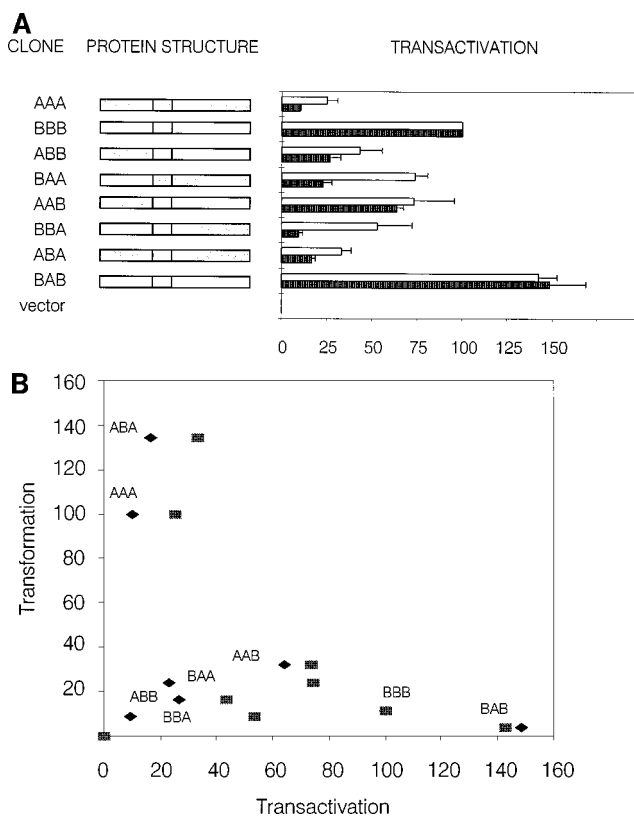 A
CLONE PROTEIN STRUCTURE TRANSACTIVATION
AAA
BBB
ABB
BAA
AAB
BBA
ABA
BAB
vector
0 25 50 75 100 125 150
B
160
140
120
100
80
60
40
20
Transformation
ABA
AAA
AAB
BAA
ABB
BBA
BBB
BAB
0 20 40 60 80 100 120 140 160
Transactivation